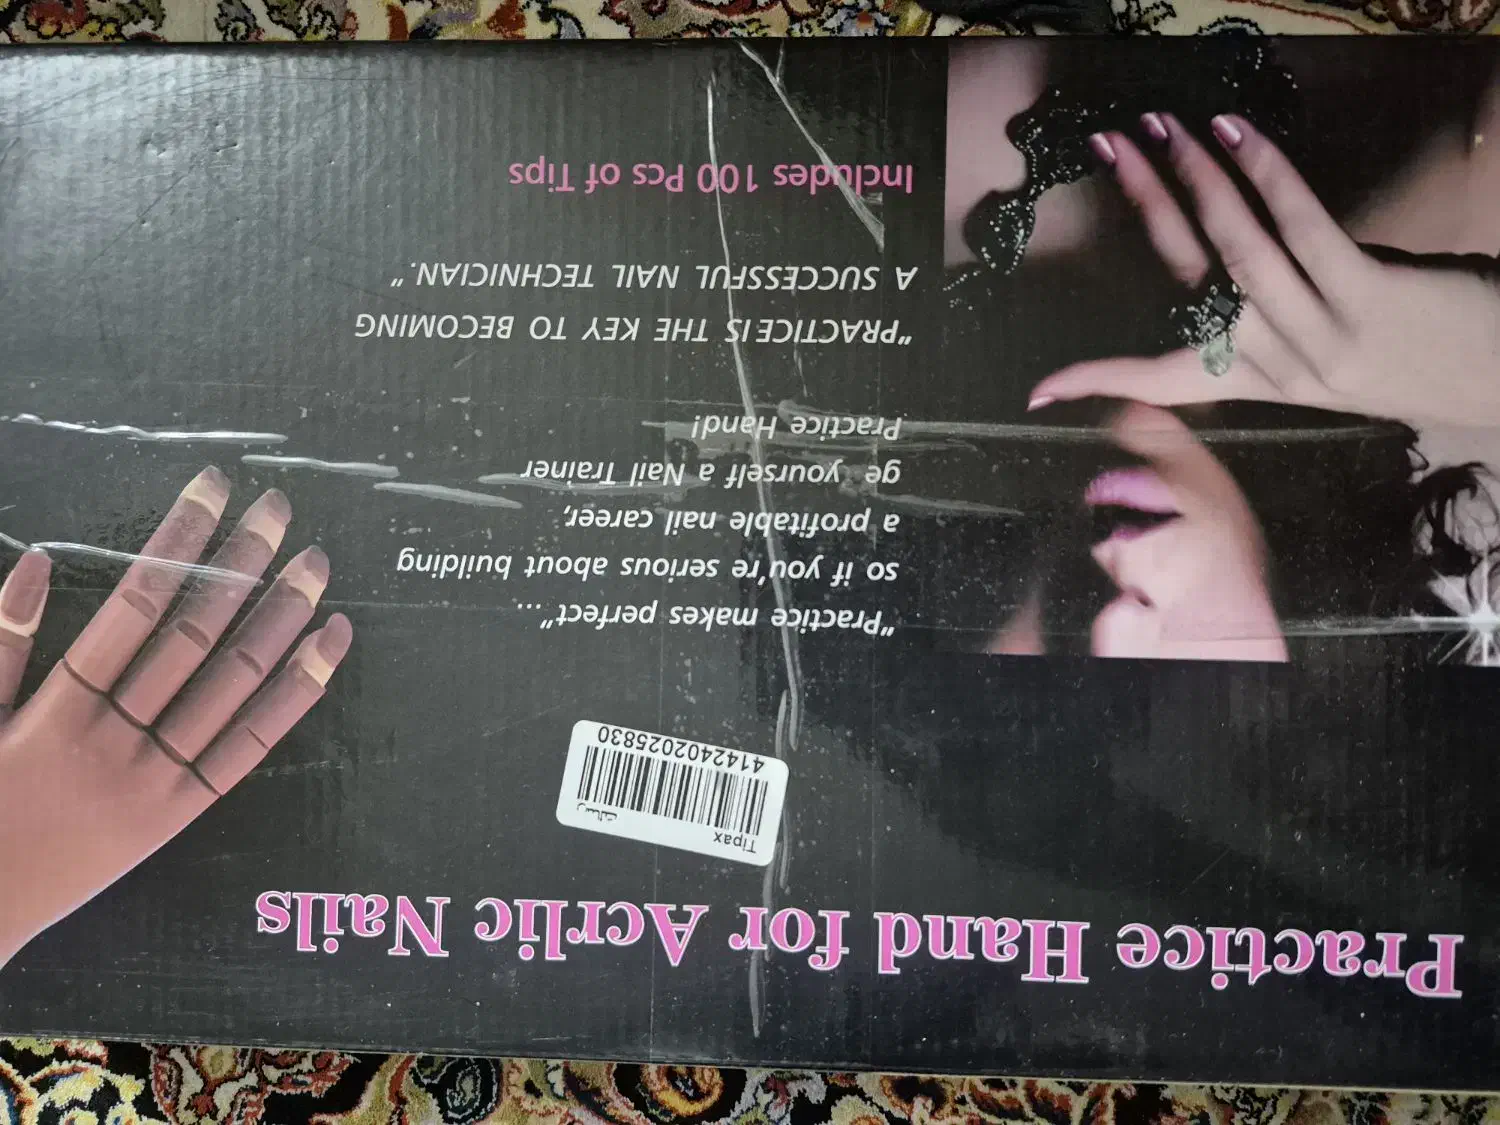 Practice Hand for Acrlic Nails
Tipax
رسالت
4142402025830
"Practice makes perfect"...
so if you're serious about building
a profitable nail career,
ge yourself a Nail Trainer
Practice Hand!
"PRACTICE IS THE KEY TO BECOMING
A SUCCESSFUL NAIL TECHNICIAN."
Includes 100 Pcs of Tips